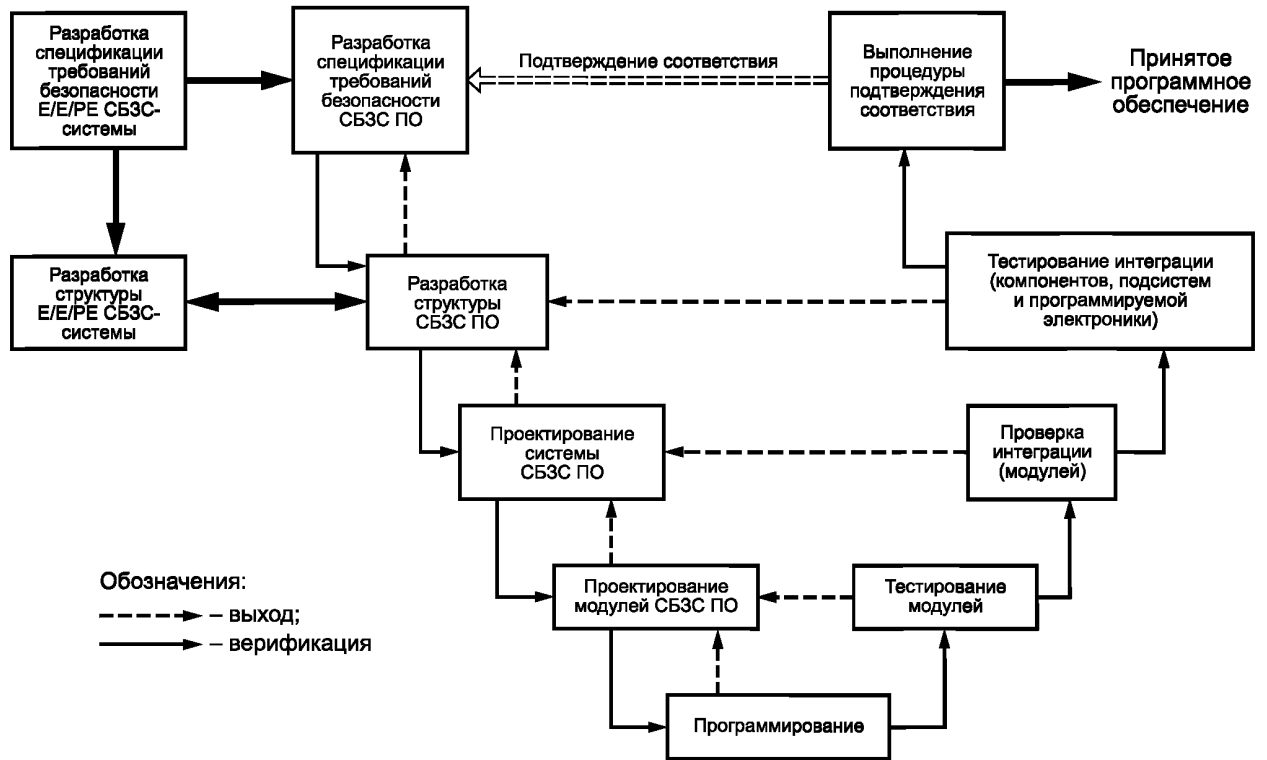 Разработка
спецификации
требований
безопасности
E/E/PE СБЗС-
системы
Разработка
спецификации
требований
безопасности
СБЗС ПО
Подтверждение соответствия
Выполнение
процедуры
подтверждения
соответствия
Принятое
программное
обеспечение
Разработка
структуры
E/E/PE СБЗС-
системы
Разработка
структуры
СБЗС ПО
Тестирование интеграции
(компонентов, подсистем
и программируемой
электроники)
Проектирование
системы
СБЗС ПО
Проверка
интеграции
(модулей)
Проектирование
модулей СБЗС ПО
Тестирование
модулей
Программирование
Обозначения:
– выход;
– верификация